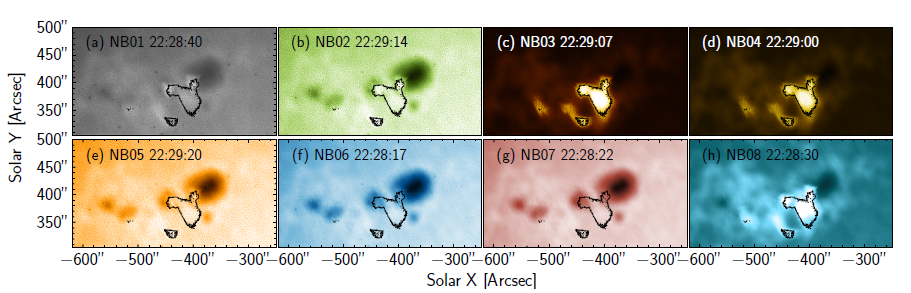 500"
450"
400"
350"
(a) NB01 22:28:40
(b) NB02 22:29:14
(c) NB03 22:29:07
(d) NB04 22:29:00
500"
450"
400"
350"
(e) NB05 22:29:20
(f) NB06 22:28:17
(g) NB07 22:28:22
(h) NB08 22:28:30
Solar Y [Arcsec]
−600" −500" −400" −300"
−600" −500" −400" −300"
−600" −500" −400" −300"
−600" −500" −400" −300"
Solar X [Arcsec]